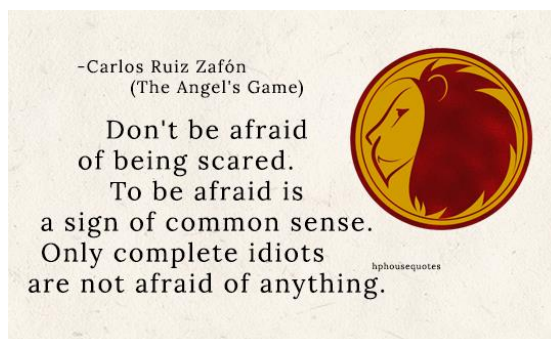 -Carlos Ruiz Zafón
(The Angel's Game)
Don't be afraid
of being scared.
To be afraid is
a sign of common sense.
Only complete idiots
are not afraid of anything.
hphousequotes